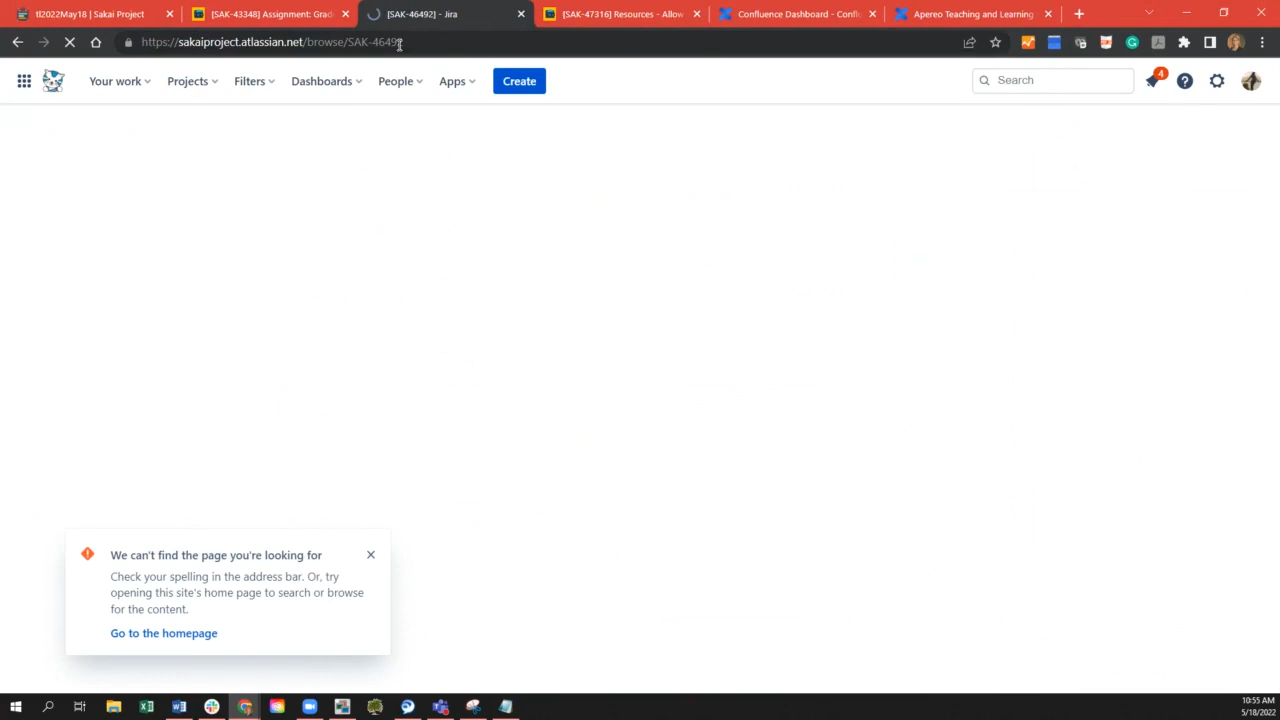 tl2022May18 | Sakai Project
[SAK-43348] Assignment: Grad
[SAK-46492] - Jira
[SAK-47316] Resources - Allow
Confluence Dashboard - Conflu
Apereo Teaching and Learning
https://sakaiproject.atlassian.net/browse/SAK-46492
Your work
Projects
Filters
Dashboards
People
Apps
Create
Search
4
We can't find the page you're looking for
Check your spelling in the address bar. Or, try
opening this site's home page to search or browse
for the content.
Go to the homepage
10:55 AM
5/18/2022